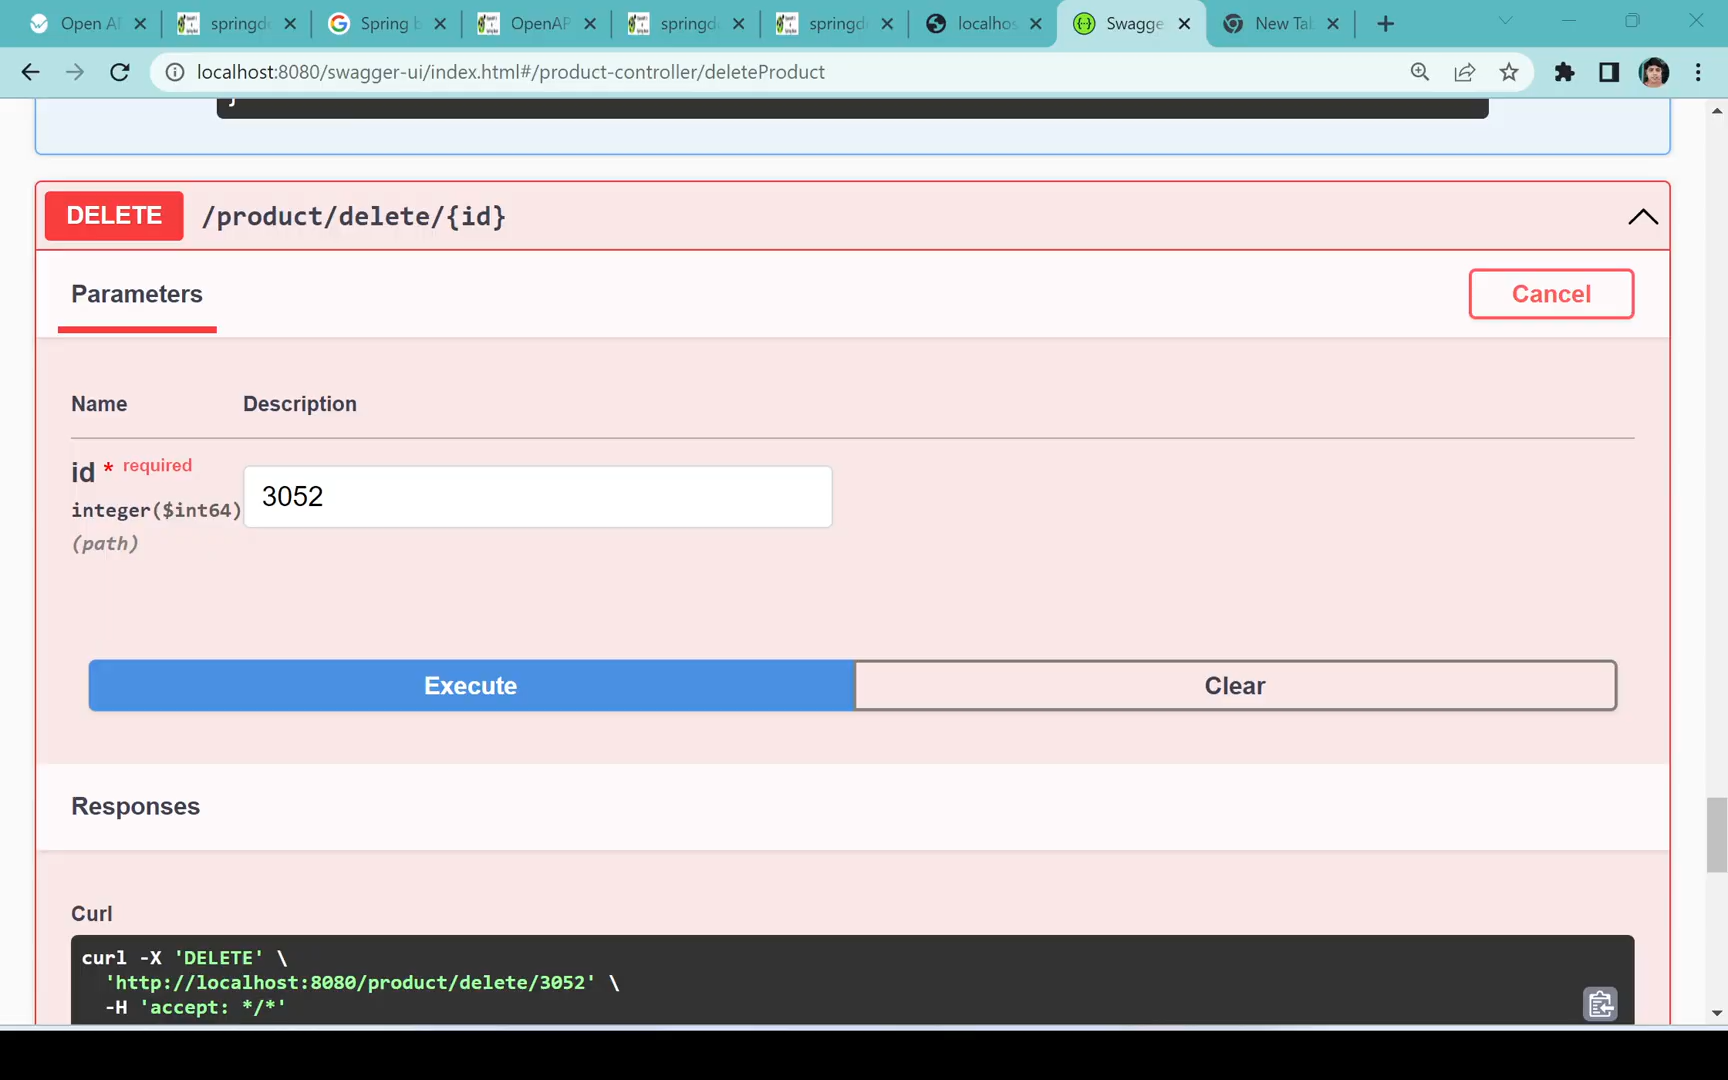 Open A
springd
Spring b
OpenAP
springd
springd
localhos
Swagge
New Tab
localhost:8080/swagger-ui/index.html#/product-controller/deleteProduct
DELETE /product/delete/{id}
Parameters
Cancel
Name Description
id * required
integer($int64)
(path)
3052
Execute
Clear
Responses
Curl
curl -X 'DELETE' \
'http://localhost:8080/product/delete/3052' \
-H 'accept: */*'